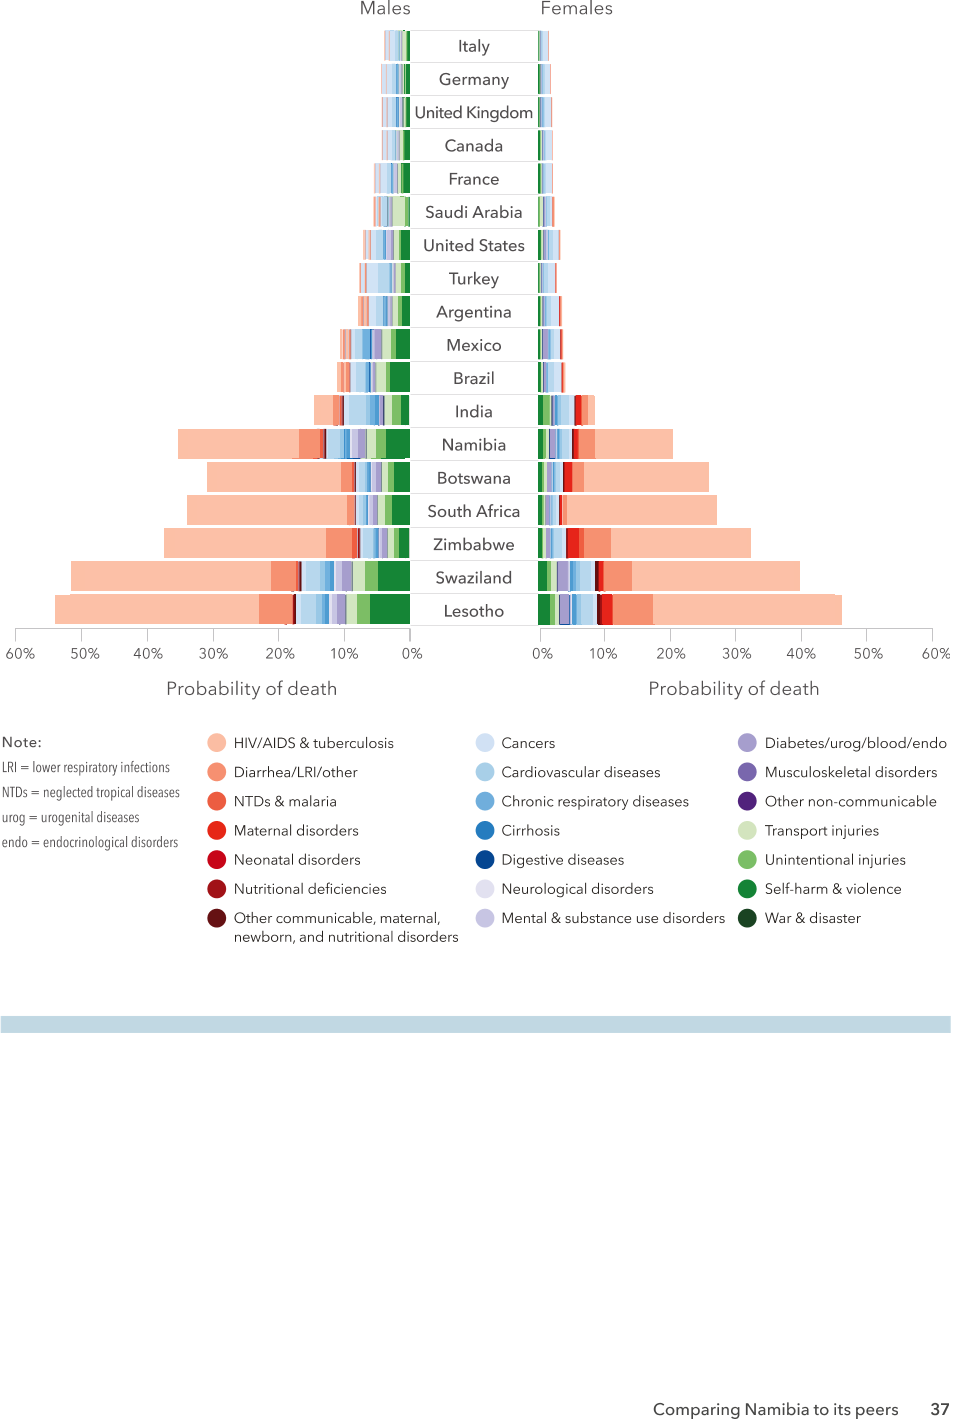 Males
Females
Italy
Germany
United Kingdom
Canada
France
Saudi Arabia
United States
Turkey
Argentina
Mexico
Brazil
India
Namibia
Botswana
South Africa
Zimbabwe
Swaziland
Lesotho
60% 50% 40% 30% 20% 10% 0%
0% 10% 20% 30% 40% 50% 60%
Probability of death
Probability of death
Note:
LRI = lower respiratory infections
NTDs = neglected tropical diseases
urog = urogenital diseases
endo = endocrinological disorders
HIV/AIDS & tuberculosis
Diarrhea/LRI/other
NTDs & malaria
Maternal disorders
Neonatal disorders
Nutritional deficiencies
Other communicable, maternal,
newborn, and nutritional disorders
Cancers
Cardiovascular diseases
Chronic respiratory diseases
Cirrhosis
Digestive diseases
Neurological disorders
Mental & substance use disorders
Diabetes/urog/blood/endo
Musculoskeletal disorders
Other non-communicable
Transport injuries
Unintentional injuries
Self-harm & violence
War & disaster
Comparing Namibia to its peers 37